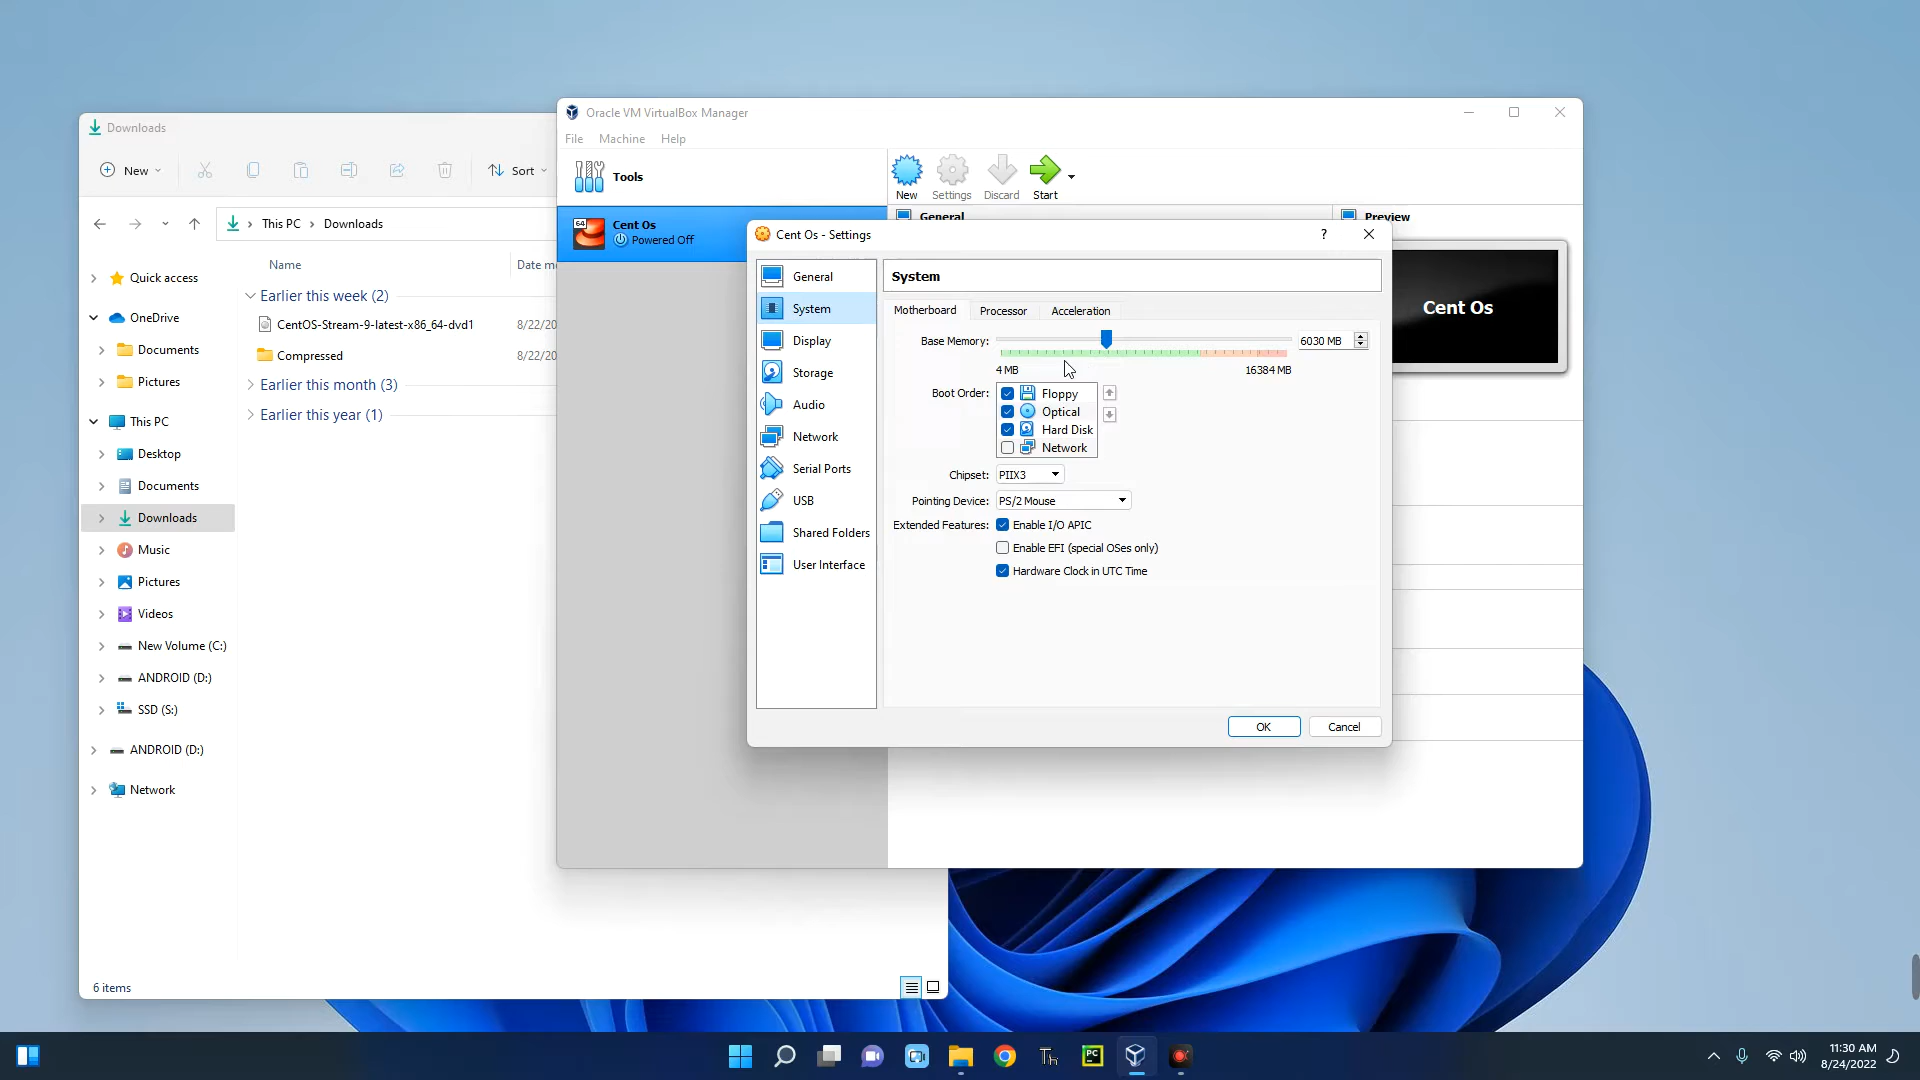 Downloads
New
Sort
This PC > Downloads
Name
Date m
Quick access
OneDrive
Documents
Pictures
This PC
Desktop
Documents
Downloads
Music
Pictures
Videos
New Volume (C:)
ANDROID (D:)
SSD (S:)
ANDROID (D:)
Network
Earlier this week (2)
CentOS-Stream-9-latest-x86_64-dvd1
8/22/20
Compressed
8/22/20
Earlier this month (3)
Earlier this year (1)
6 items
Oracle VM VirtualBox Manager
File Machine Help
Tools
New Settings Discard Start
64
Cent Os
Powered Off
General
Preview
Cent Os
Cent Os - Settings
?
General
System
Display
Storage
Audio
Network
Serial Ports
USB
Shared Folders
User Interface
System
Motherboard Processor Acceleration
Base Memory: 6030 MB
4 MB 16384 MB
Boot Order:
Floppy
Optical
Hard Disk
Network
Chipset: PIIX3
Pointing Device: PS/2 Mouse
Extended Features: Enable I/O APIC
Enable EFI (special OSes only)
Hardware Clock in UTC Time
OK Cancel
Th
PC
11:30 AM
8/24/2022